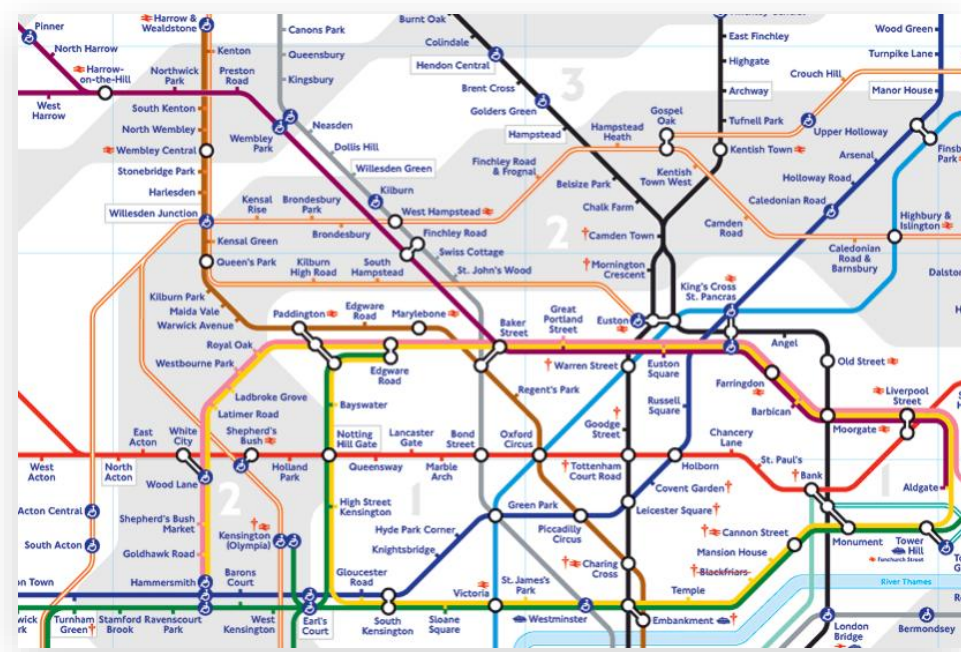 Pinner
North Harrow
Harrow-
on-the-Hill
West
Harrow
Harrow &
Wealdstone
Kenton
Northwick
Park
Preston
Road
South Kenton
North Wembley
Wembley Central
Stonebridge Park
Harlesden
Willesden Junction
Kensal Green
Queen's Park
Kilburn Park
Maida Vale
Warwick Avenue
Royal Oak
Westbourne Park
Ladbroke Grove
Latimer Road
Canons Park
Queensbury
Kingsbury
Wembley
Park
Neasden
Dollis Hill
Willesden Green
Kilburn
West Hampstead
Finchley Road
Swiss Cottage
St. John's Wood
Kensal
Rise
Brondesbury
Park
Brondesbury
Kilburn
High Road
South
Hampstead
Burnt Oak
Colindale
Hendon Central
Brent Cross
Golders Green
Hampstead
Belsize Park
Chalk Farm
Camden Town
Mornington
Crescent
Euston
3
Finchley Road
& Frognal
Hampstead
Heath
Gospel
Oak
Kentish
Town West
Camden
Road
2
East Finchley
Highgate
Archway
Tufnell Park
Kentish Town
Crouch Hill
Upper Holloway
Wood Green
Turnpike Lane
Manor House
Arsenal
Holloway Road
Caledonian Road
Highbury &
Islington
Caledonian
Road &
Barnsbury
King's Cross
St. Pancras
Paddington
Edgware
Road
Marylebone
Baker
Street
Great
Portland
Street
Edgware
Road
Bayswater
Regent's Park
Warren Street
Euston
Square
Angel
Old Street
Farringdon
Barbican
Liverpool
Street
Moorgate
Russell
Square
Goodge
Street
East
Acton
White
City
Shepherd's
Bush
Notting
Hill Gate
Lancaster
Gate
Bond
Street
Oxford
Circus
Chancery
Lane
St. Paul's
Bank
West
Acton
North
Acton
Wood Lane
Holland
Park
Queensway
Marble
Arch
Tottenham
Court Road
Holborn
Covent Garden
Leicester Square
Cannon Street
Mansion House
Blackfriars
Aldgate
Monument
Tower
Hill
Fenchurch Street
2
1
1
Acton Central
South Acton
Shepherd's Bush
Market
Goldhawk Road
Hammersmith
Kensington
(Olympia)
High Street
Kensington
Hyde Park Corner
Knightsbridge
Green Park
Piccadilly
Circus
Charing
Cross
Barons
Court
Gloucester
Road
Victoria
St. James's
Park
Temple
River Thames
Turnham
Green
Stamford
Brook
Ravenscourt
Park
West
Kensington
Earl's
Court
South
Kensington
Sloane
Square
Westminster
Embankment
London
Bridge
Bermondsey